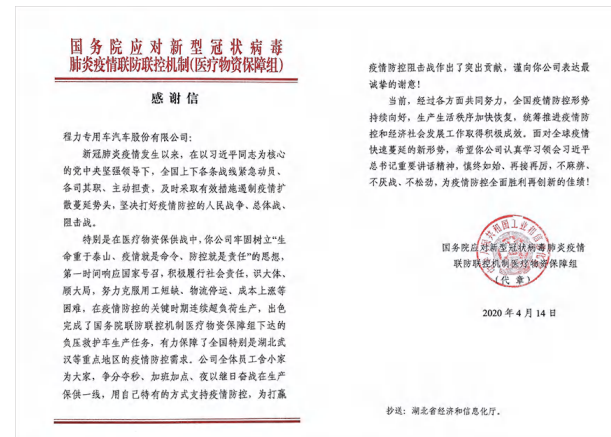 国务院应对新型冠状病毒
肺炎疫情联防联控机制(医疗物资保障组)
感谢信
程力专用车汽车股份有限公司:
新冠肺炎疫情发生以来,在以习近平同志为核心
的党中央坚强领导下,全国上下各条战线紧急动员、
各司其职、主动担责,及时采取有效措施遏制疫情扩
散蔓延势头,坚决打好疫情防控的人民战争、总体战、
阻击战。
特别是在医疗物资保供战中,你公司牢固树立“生
命重于泰山、疫情就是命令、防控就是责任”的思想,
第一时间响应国家号召,积极履行社会责任,识大体、
顾大局,努力克服用工短缺、物流停运、成本上涨等
困难,在疫情防控的关键时期连续超负荷生产,出色
完成了国务院联防联控机制医疗物资保障组下达的
负压救护车生产任务,有力保障了全国特别是湖北武
汉等重点地区的疫情防控需求。公司全体员工舍小家
为大家,争分夺秒、加班加点、夜以继日奋战在生产
保供一线,用自己特有的方式支持疫情防控,为打赢
疫情防控阻击战作出了突出贡献,谨向你公司表达最
诚挚的谢意!
当前,经过各方面共同努力,全国疫情防控形势
持续向好,生产生活秩序加快恢复,统筹推进疫情防
控和经济社会发展工作取得积极成效。面对全球疫情
快速蔓延的新形势,希望你公司认真学习领会习近平
总书记重要讲话精神,慎终如始、再接再厉,不麻痹、
不厌战、不松劲,为疫情防控全面胜利再创新的佳绩!
国务院应对新型冠状病毒肺炎疫情
联防联控机制医疗物资保障组
(代章)
2020年4月14日
抄送:湖北省经济和信息化厅。